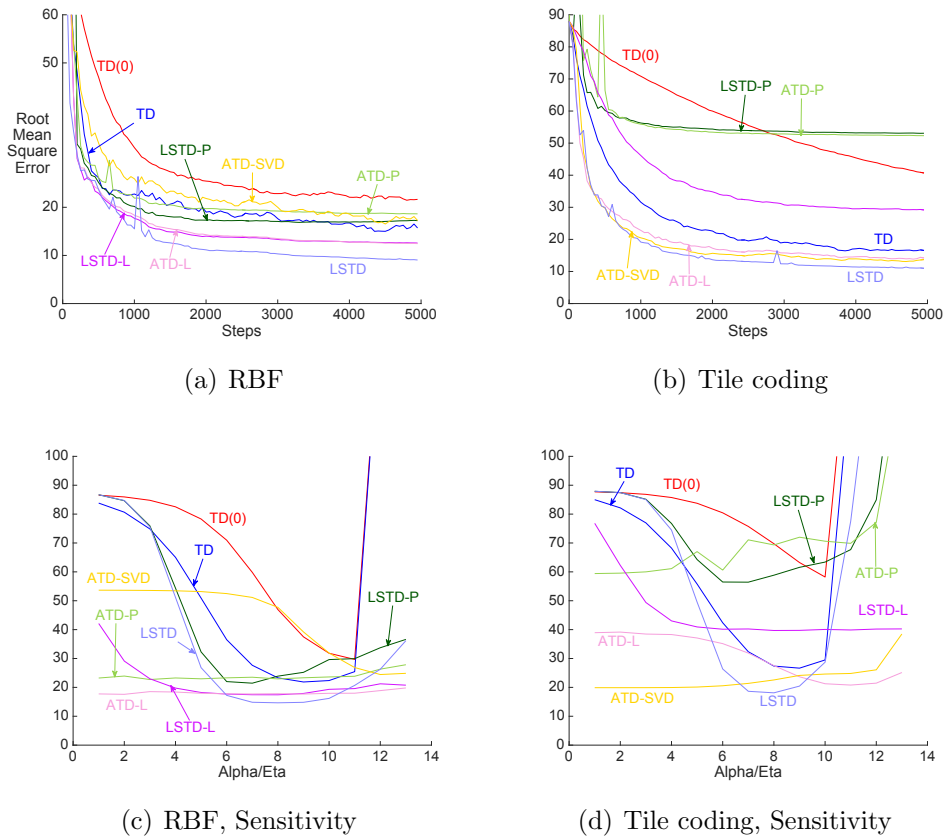 60
50
20
10
0
Root
Mean
Square
Error
TD(0)
TD
LSTD-P
ATD-SVD
ATD-P
LSTD-L
ATD-L
LSTD
0 1000 2000 3000 4000 5000
Steps
(a) RBF
90
80
70
60
50
40
30
20
10
0
TD(0)
LSTD-P
ATD-P
TD
ATD-SVD
ATD-L
LSTD
0 1000 2000 3000 4000 5000
Steps
(b) Tile coding
100
90
80
70
60
50
40
30
20
10
0
TD(0)
TD
ATD-SVD
ATD-P
LSTD
LSTD-P
ATD-L
LSTD-L
0 2 4 6 8 10 12 14
Alpha/Eta
(c) RBF, Sensitivity
100
90
80
70
60
50
40
30
20
10
0
TD
TD(0)
LSTD-P
ATD-P
LSTD-L
ATD-L
ATD-SVD
LSTD
0 2 4 6 8 10 12 14
Alpha/Eta
(d) Tile coding, Sensitivity